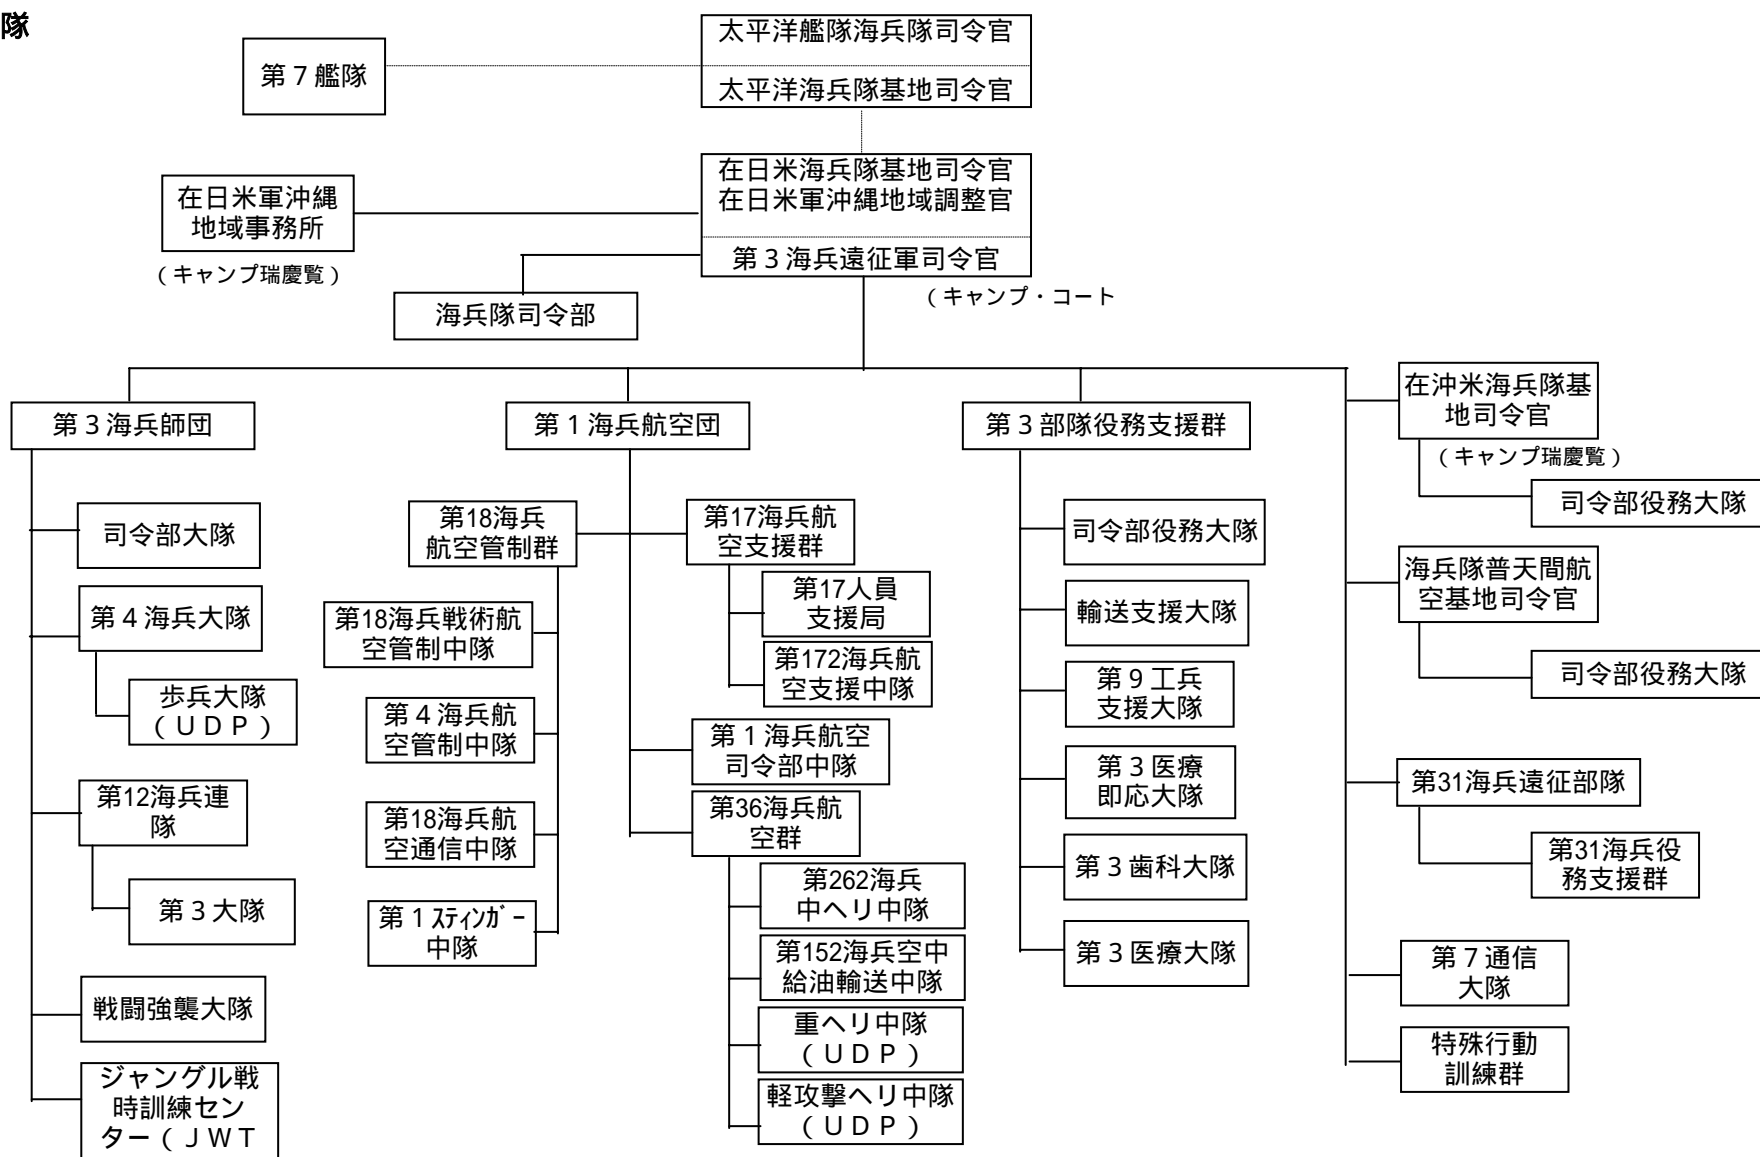 隊
太平洋艦隊海兵隊司令官
第７艦隊
太平洋海兵隊基地司令官
在日米海兵隊基地司令官
在日米軍沖縄地域調整官
在日米軍沖縄
地域事務所
第３海兵遠征軍司令官
（キャンプ瑞慶覧）
（キャンプ・コート
海兵隊司令部
第３海兵師団
司令部大隊
第４海兵大隊
歩兵大隊
（ＵＤＰ）
第12海兵連
隊
第３大隊
戦闘強襲大隊
ジャングル戦
時訓練セン
ター（ＪＷＴ
第１海兵航空団
第18海兵
航空管制群
第18海兵戦術航
空管制中隊
第４海兵航
空管制中隊
第18海兵航
空通信中隊
第１ｽﾃｨﾝｶﾞｰ
中隊
第17海兵航
空支援群
第17人員
支援局
第172海兵航
空支援中隊
第１海兵航空
司令部中隊
第36海兵航
空群
第262海兵
中ヘリ中隊
第152海兵空中
給油輸送中隊
重ヘリ中隊
（ＵＤＰ）
軽攻撃ヘリ中隊
（ＵＤＰ）
第３部隊役務支援群
司令部役務大隊
輸送支援大隊
第９工兵
支援大隊
第３医療
即応大隊
第３歯科大隊
第３医療大隊
在沖米海兵隊基
地司令官
（キャンプ瑞慶覧）
司令部役務大隊
海兵隊普天間航
空基地司令官
司令部役務大隊
第31海兵遠征部隊
第31海兵役
務支援群
第７通信
大隊
特殊行動
訓練群